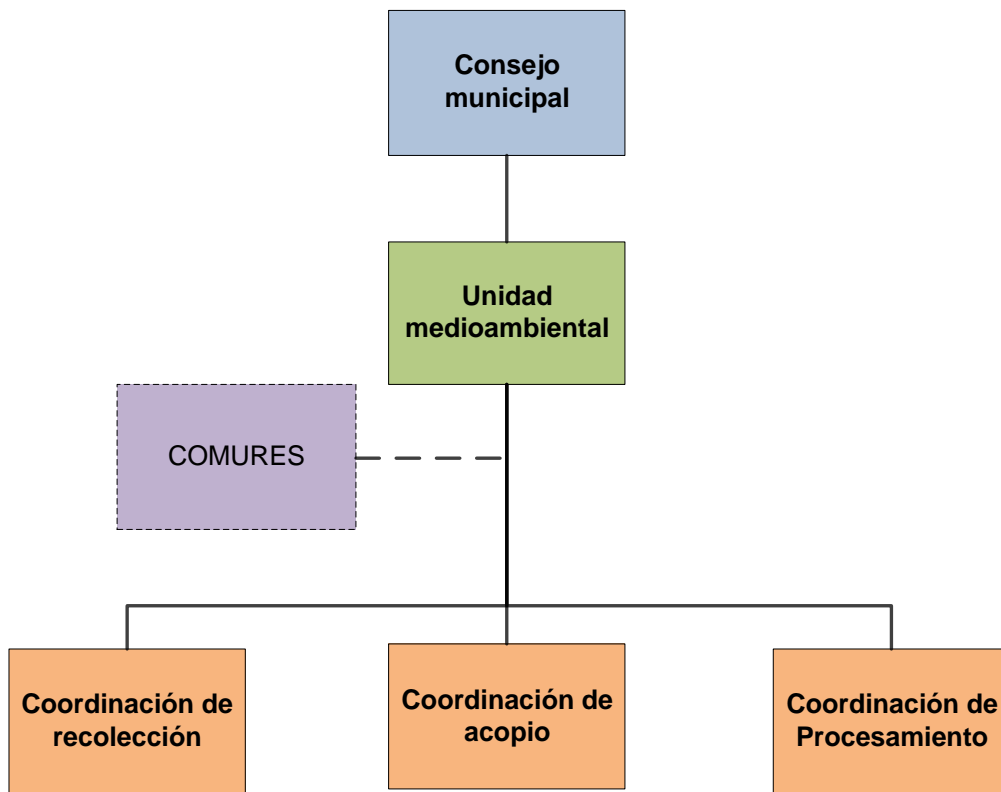 Consejo
municipal
Unidad
medioambiental
COMURES
Coordinación de
recolección
Coordinación de
acopio
Coordinación de
Procesamiento